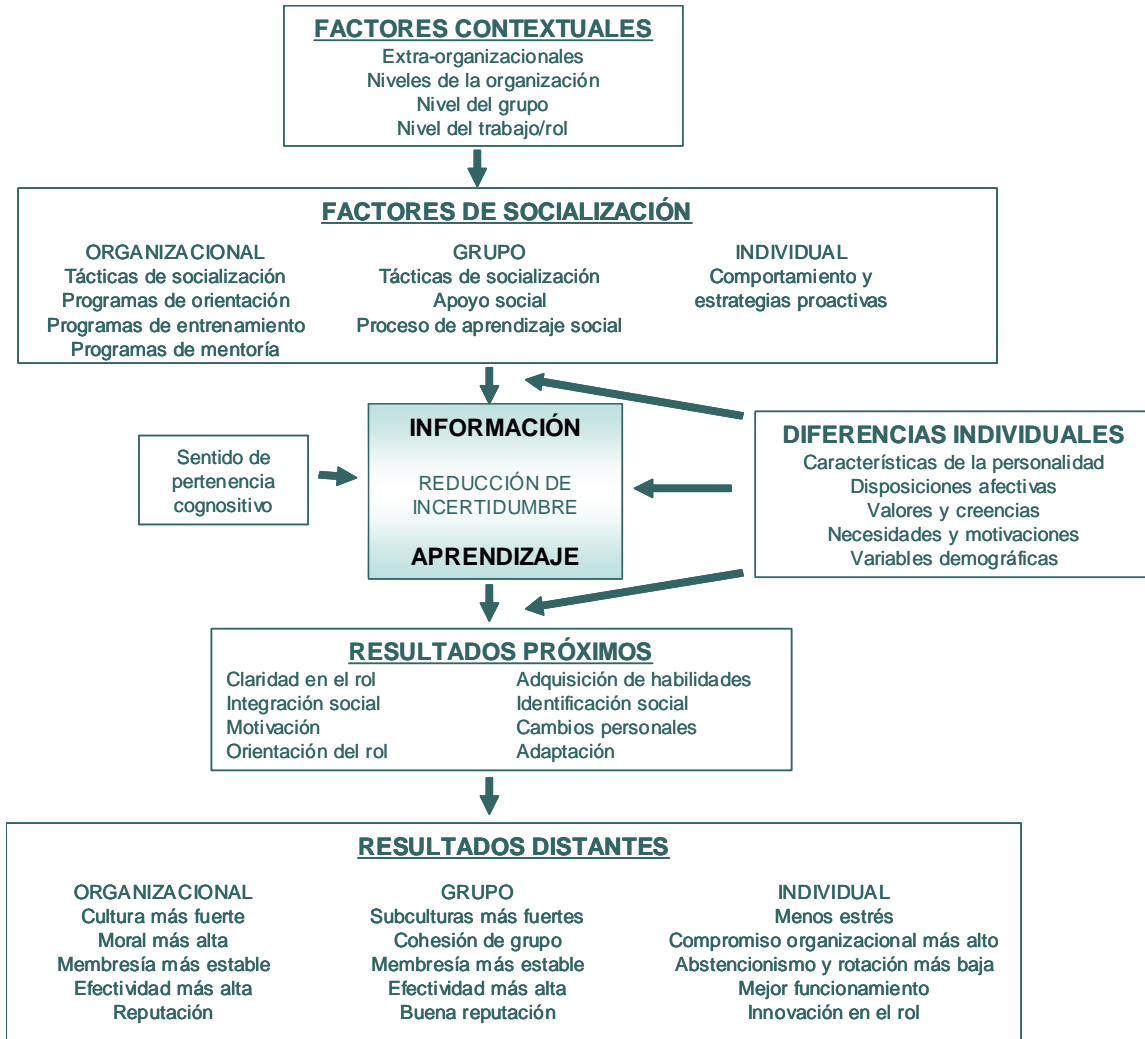 FACTORES CONTEXTUALES
Extra-organizacionales
Niveles de la organización
Nivel del grupo
Nivel del trabajo/rol
FACTORES DE SOCIALIZACIÓN
ORGANIZACIONAL
Tácticas de socialización
Programas de orientación
Programas de entrenamiento
Programas de mentoría
GRUPO
Tácticas de socialización
Apoyo social
Proceso de aprendizaje social
INDIVIDUAL
Comportamiento y
estrategias proactivas
Sentido de
pertenencia
cognositivo
INFORMACIÓN
REDUCCIÓN DE
INCERTIDUMBRE
APRENDIZAJE
DIFERENCIAS INDIVIDUALES
Características de la personalidad
Disposiciones afectivas
Valores y creencias
Necesidades y motivaciones
Variables demográficas
RESULTADOS PRÓXIMOS
Claridad en el rol
Integración social
Motivación
Orientación del rol
Adquisición de habilidades
Identificación social
Cambios personales
Adaptación
RESULTADOS DISTANTES
ORGANIZACIONAL
Cultura más fuerte
Moral más alta
Membresía más estable
Efectividad más alta
Reputación
GRUPO
Subculturas más fuertes
Cohesión de grupo
Membresía más estable
Efectividad más alta
Buena reputación
INDIVIDUAL
Menos estrés
Compromiso organizacional más alto
Abstencionismo y rotación más baja
Mejor funcionamiento
Innovación en el rol